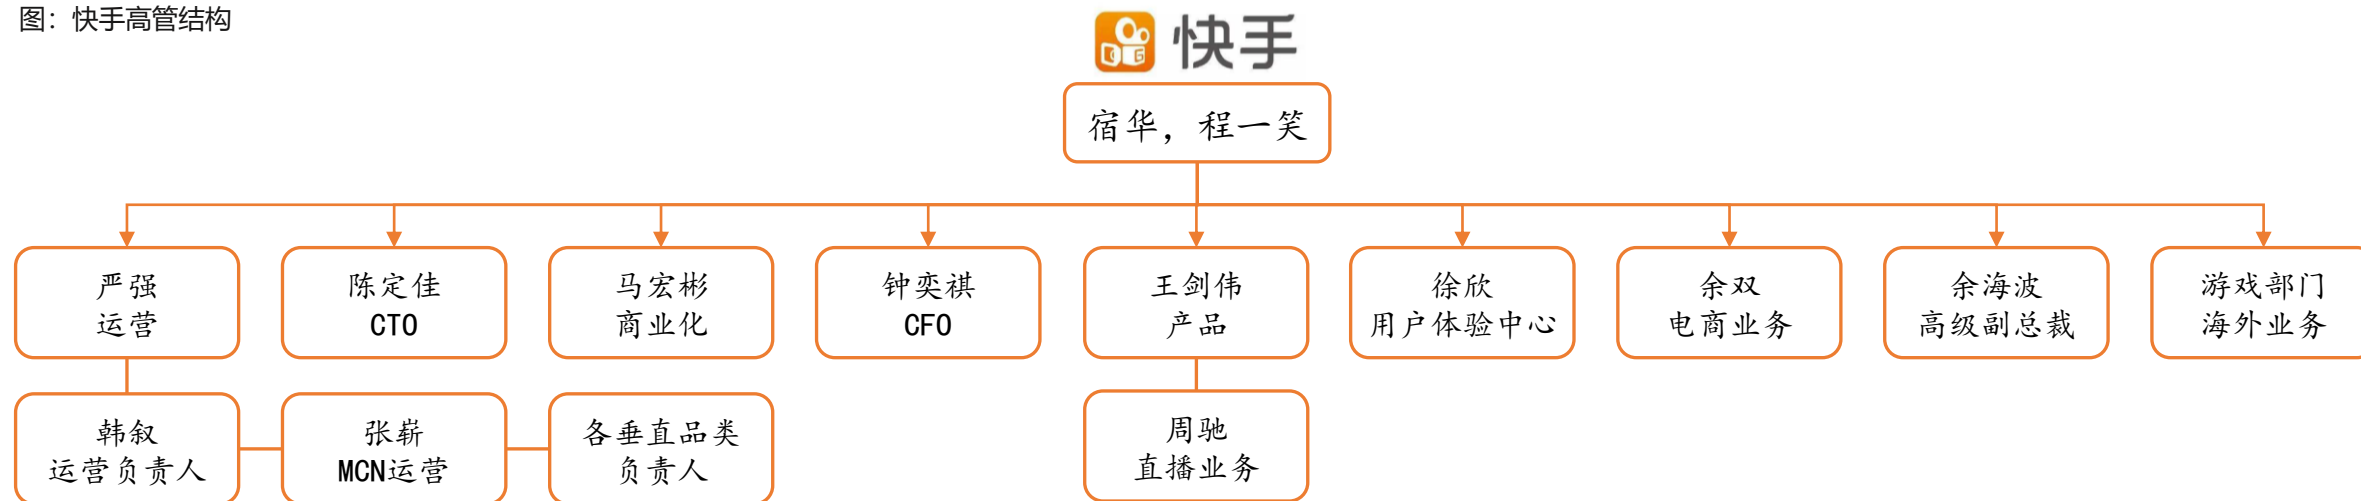 图：快手高管结构
快手
宿华，程一笑
严强
运营
陈定佳
CTO
马宏彬
商业化
钟奕祺
CFO
王剑伟
产品
徐欣
用户体验中心
余双
电商业务
余海波
高级副总裁
游戏部门
海外业务
韩叙
运营负责人
张崭
MCN运营
各垂直品类
负责人
周驰
直播业务